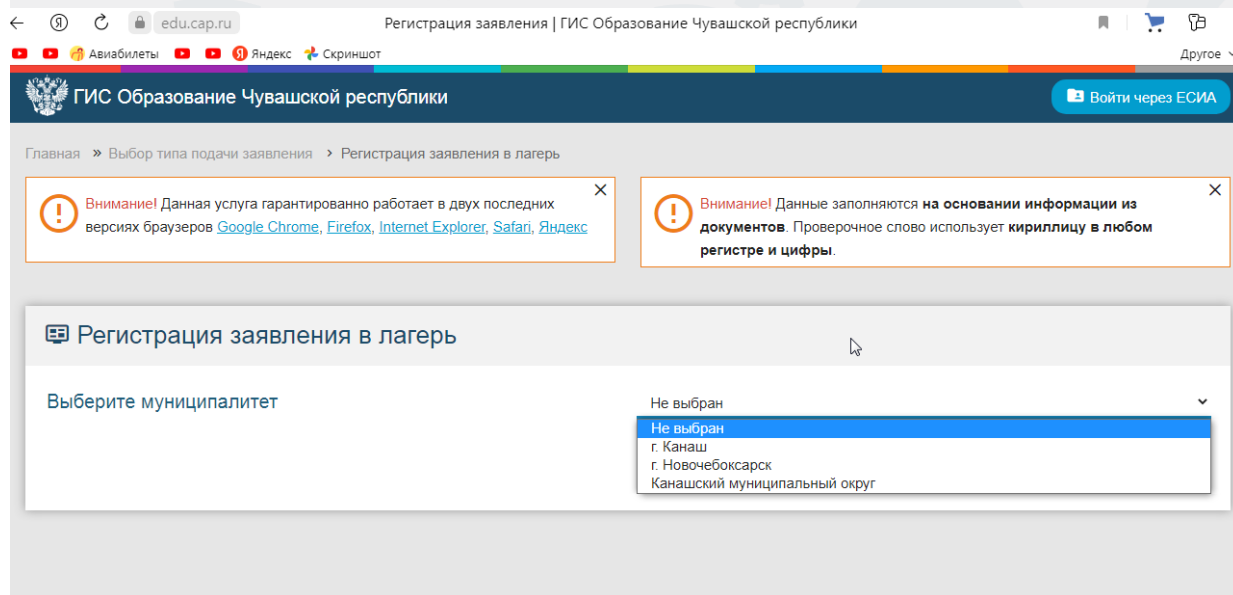 edu.cap.ru
Регистрация заявления | ГИС Образование Чувашской республики
Авиабилеты
Яндекс
Скриншот
Другое
ГИС Образование Чувашской республики
Войти через ЕСИА
Главная » Выбор типа подачи заявления > Регистрация заявления в лагерь
Внимание! Данная услуга гарантированно работает в двух последних
версиях браузеров Google Chrome, Firefox, Internet Explorer, Safari, Яндекс
Внимание! Данные заполняются на основании информации из
документов. Проверочное слово использует кириллицу в любом
регистре и цифры.
Регистрация заявления в лагерь
Выберите муниципалитет
Не выбран
Не выбран
г. Канаш
г. Новочебоксарск
Канашский муниципальный округ